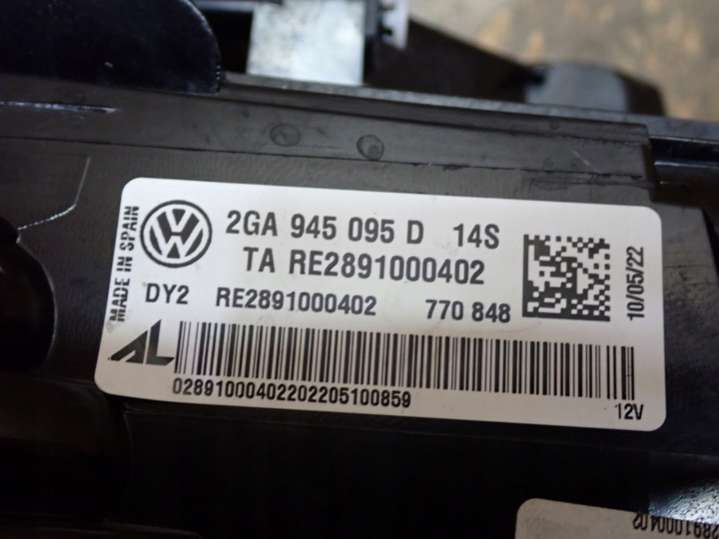 MADE IN SPAIN
2GA 945 095 D 14S
TA RE2891000402
DY2 RE2891000402 770 848
10/05/22
AL
02891000402202205100859
12V
2891000402